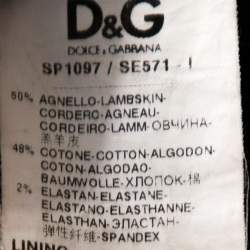 D&G
DOLCE & GABBANA
SP1097 / SE571 - I
50% AGNELLO-LAMBSKIN-
CORDERO-AGNEAU-
CORDEIRO-LAMM-ОВЧИНА-
羔羊皮
48% COTONE-COTTON-ALGODON-
COTON-ALGODAO-
BAUMWOLLE-ХЛОПОК-棉
2% ELASTAN-ELASTANE-
ELASTANO-ELASTHANNE-
ELASTHAN-ЭЛАСТАН-
弹性纤维-SPANDEX
LINING